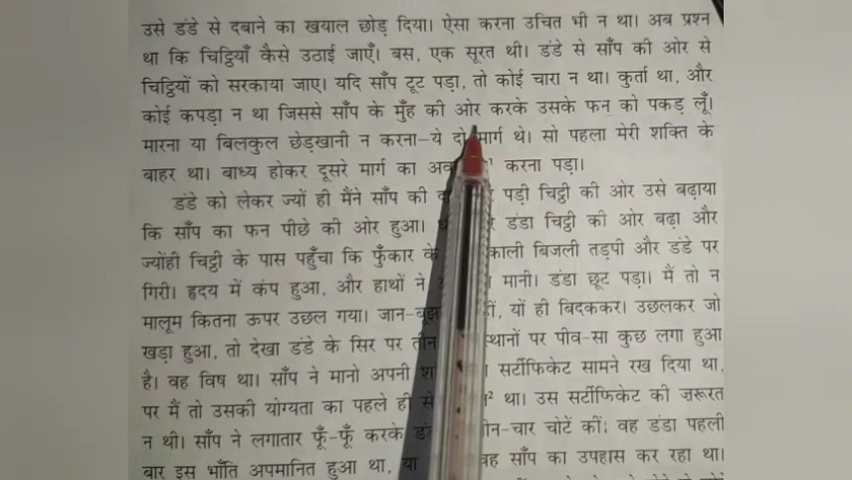 उसे डंडे से दबाने का खयाल छोड़ दिया। ऐसा करना उचित भी न था। अब प्रश्न
था कि चिट्ठियाँ कैसे उठाई जाएँ। बस, एक सूरत थी। डंडे से साँप की ओर से
चिट्ठियों को सरकाया जाए। यदि साँप टूट पड़ा, तो कोई चारा न था। कुर्ता था, और
कोई कपड़ा न था जिससे साँप के मुँह की ओर करके उसके फन को पकड़ लूँ।
मारना या बिलकुल छेड़खानी न करना–ये दो मार्ग थे। सो पहला मेरी शक्ति के
बाहर था। बाध्य होकर दूसरे मार्ग का करना पड़ा।
डंडे को लेकर ज्यों ही मैंने साँप की पड़ी चिट्ठी की ओर उसे बढ़ाया
कि साँप का फन पीछे की ओर हुआ। डंडा चिट्ठी की ओर बढ़ा और
ज्योंही चिट्ठी के पास पहुँचा कि फुँकार के काली बिजली तड़पी और डंडे पर
गिरी। हृदय में कंप हुआ, और हाथों ने मानी। डंडा छूट पड़ा। मैं तो न
मालूम कितना ऊपर उछल गया। जान-बूझ यों ही बिदककर। उछलकर जो
खड़ा हुआ, तो देखा डंडे के सिर पर तीन स्थानों पर पीव-सा कुछ लगा हुआ
है। वह विष था। साँप ने मानो अपनी सर्टीफिकेट सामने रख दिया था,
पर मैं तो उसकी योग्यता का पहले ही से था। उस सर्टीफिकेट की ज़रूरत
न थी। साँप ने लगातार फूँ-फूँ करके तीन-चार चोटें कीं; वह डंडा पहली
बार इस भाँति अपमानित हुआ था, या वह साँप का उपहास कर रहा था।